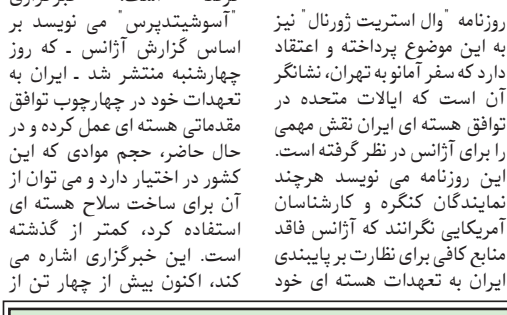 روزنامه "وال استریت ژورنال" نیز
به این موضوع پرداخته و اعتقاد
دارد که سفر آمانو به تهران، نشانگر
آن است که ایالات متحده در
توافق هسته ای ایران نقش مهمی
را برای آژانس در نظر گرفته است.
این روزنامه می نویسد هرچند
نمایندگان کنگره و کارشناسان
آمریکایی نگرانند که آژانس فاقد
منابع کافی برای نظارت بر پایبندی
ایران به تعهدات هسته ای خود
"آسوشیتدپرس" می نویسد بر
اساس گزارش آژانس ـ که روز
چهارشنبه منتشر شد ـ ایران به
تعهدات خود در چهارچوب توافق
مقدماتی هسته ای عمل کرده و در
حال حاضر، حجم موادی که این
کشور در اختیار دارد و می توان از
آن برای ساخت سلاح هسته ای
استفاده کرد، کمتر از گذشته
است. این خبرگزاری اشاره می
کند، اکنون بیش از چهار تن از